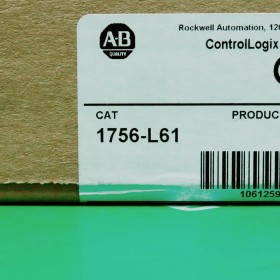 A-B
QUALITY
Rockwell Automation, 120
ControlLogix
CAT
PRODUC
1756-L61
1061259